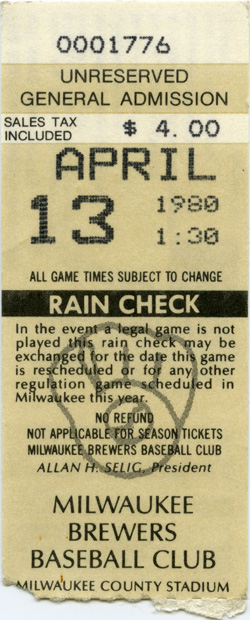 0001776
UNRESERVED
GENERAL ADMISSION
SALES TAX
INCLUDED $ 4.00
APRIL
13 1980
1:30
ALL GAME TIMES SUBJECT TO CHANGE
RAIN CHECK
In the event a legal game is not
played this rain check may be
exchanged for the date this game
is rescheduled or for any other
regulation game scheduled in
Milwaukee this year.
NO REFUND
NOT APPLICABLE FOR SEASON TICKETS
MILWAUKEE BREWERS BASEBALL CLUB
ALLAN H. SELIG, President
MILWAUKEE
BREWERS
BASEBALL CLUB
MILWAUKEE COUNTY STADIUM